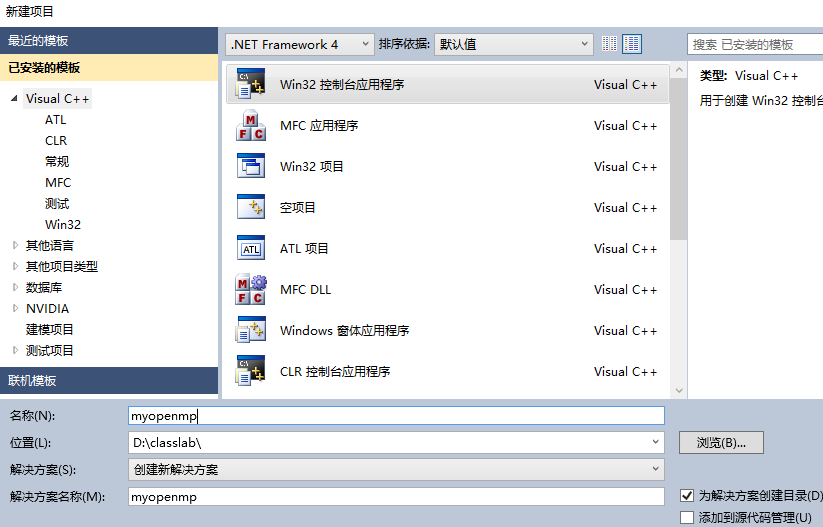 新建项目
最近的模板
已安装的模板
Visual C++
ATL
CLR
常规
MFC
测试
Win32
其他语言
其他项目类型
数据库
NVIDIA
建模项目
测试项目
联机模板
.NET Framework 4 排序依据: 默认值
Win32 控制台应用程序 Visual C++
MFC 应用程序 Visual C++
Win32 项目 Visual C++
空项目 Visual C++
ATL 项目 Visual C++
MFC DLL Visual C++
Windows 窗体应用程序 Visual C++
CLR 控制台应用程序 Visual C++
搜索 已安装的模板
类型: Visual C++
用于创建 Win32 控制台
名称(N): myopenmp
位置(L): D:\classlab\ 浏览(B)...
解决方案(S): 创建新解决方案
解决方案名称(M): myopenmp
为解决方案创建目录(D)
添加到源代码管理(U)